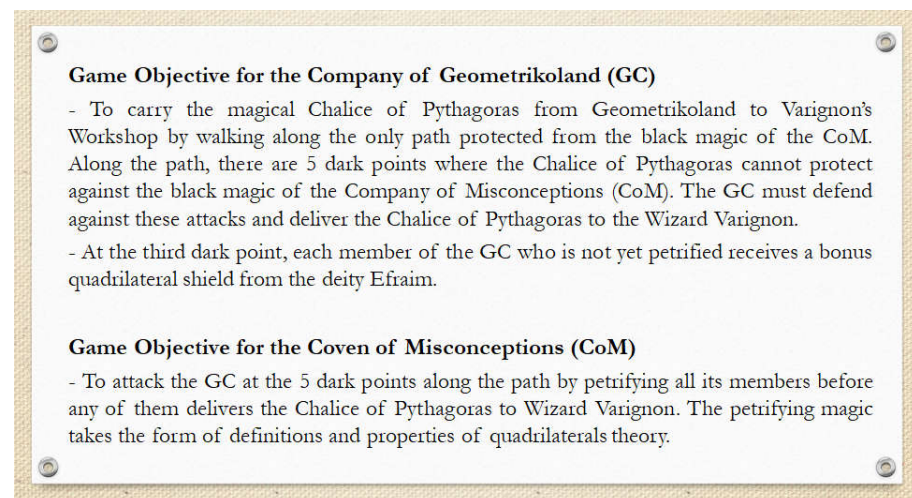 Game Objective for the Company of Geometrikoland (GC)
- To carry the magical Chalice of Pythagoras from Geometrikoland to Varignon's
Workshop by walking along the only path protected from the black magic of the CoM.
Along the path, there are 5 dark points where the Chalice of Pythagoras cannot protect
against the black magic of the Company of Misconceptions (CoM). The GC must defend
against these attacks and deliver the Chalice of Pythagoras to the Wizard Varignon.
- At the third dark point, each member of the GC who is not yet petrified receives a bonus
quadrilateral shield from the deity Efraim.
Game Objective for the Coven of Misconceptions (CoM)
- To attack the GC at the 5 dark points along the path by petrifying all its members before
any of them delivers the Chalice of Pythagoras to Wizard Varignon. The petrifying magic
takes the form of definitions and properties of quadrilaterals theory.